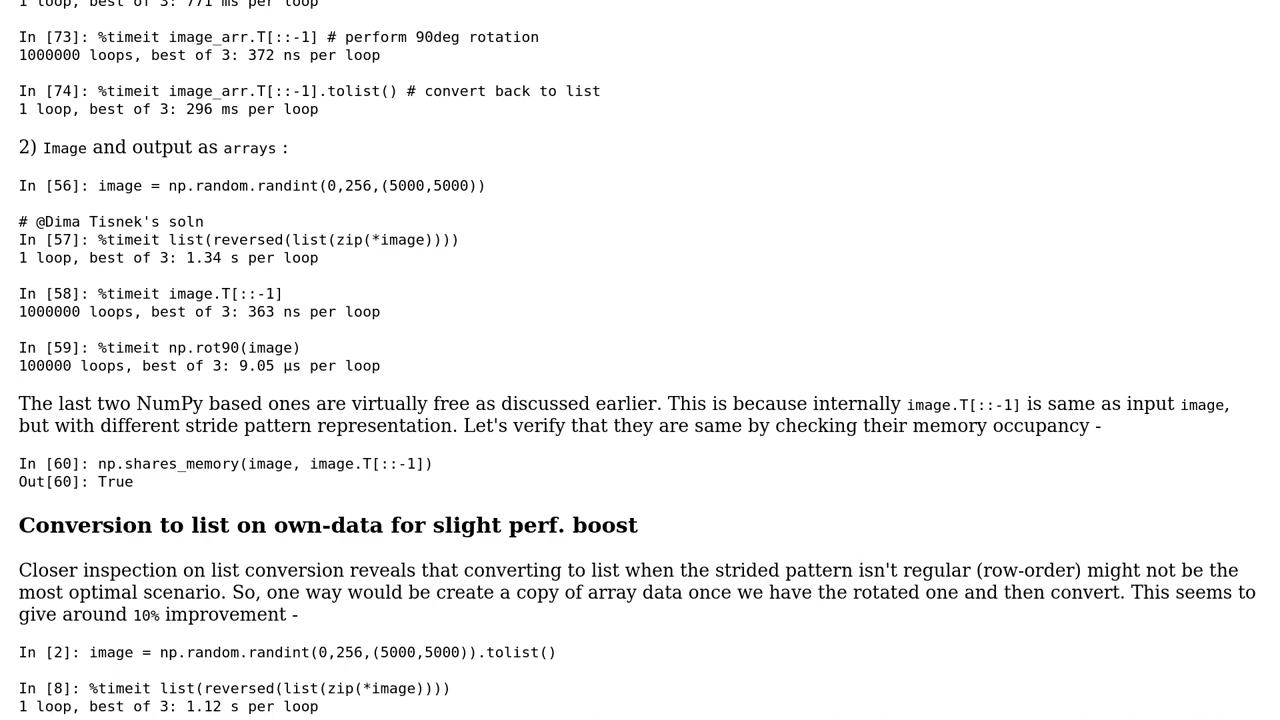 1 loop, best of 3: 771 ms per loop
In [73]: %timeit image_arr.T[::-1] # perform 90deg rotation
1000000 loops, best of 3: 372 ns per loop
In [74]: %timeit image_arr.T[::-1].tolist() # convert back to list
1 loop, best of 3: 296 ms per loop
2) Image and output as arrays :
In [56]: image = np.random.randint(0,256,(5000,5000))
# @Dima Tisnek's soln
In [57]: %timeit list(reversed(list(zip(*image))))
1 loop, best of 3: 1.34 s per loop
In [58]: %timeit image.T[::-1]
1000000 loops, best of 3: 363 ns per loop
In [59]: %timeit np.rot90(image)
100000 loops, best of 3: 9.05 µs per loop
The last two NumPy based ones are virtually free as discussed earlier. This is because internally image.T[::-1] is same as input image,
but with different stride pattern representation. Let's verify that they are same by checking their memory occupancy -
In [60]: np.shares_memory(image, image.T[::-1])
Out[60]: True
Conversion to list on own-data for slight perf. boost
Closer inspection on list conversion reveals that converting to list when the strided pattern isn't regular (row-order) might not be the
most optimal scenario. So, one way would be create a copy of array data once we have the rotated one and then convert. This seems to
give around 10% improvement -
In [2]: image = np.random.randint(0,256,(5000,5000)).tolist()
In [8]: %timeit list(reversed(list(zip(*image))))
1 loop, best of 3: 1.12 s per loop